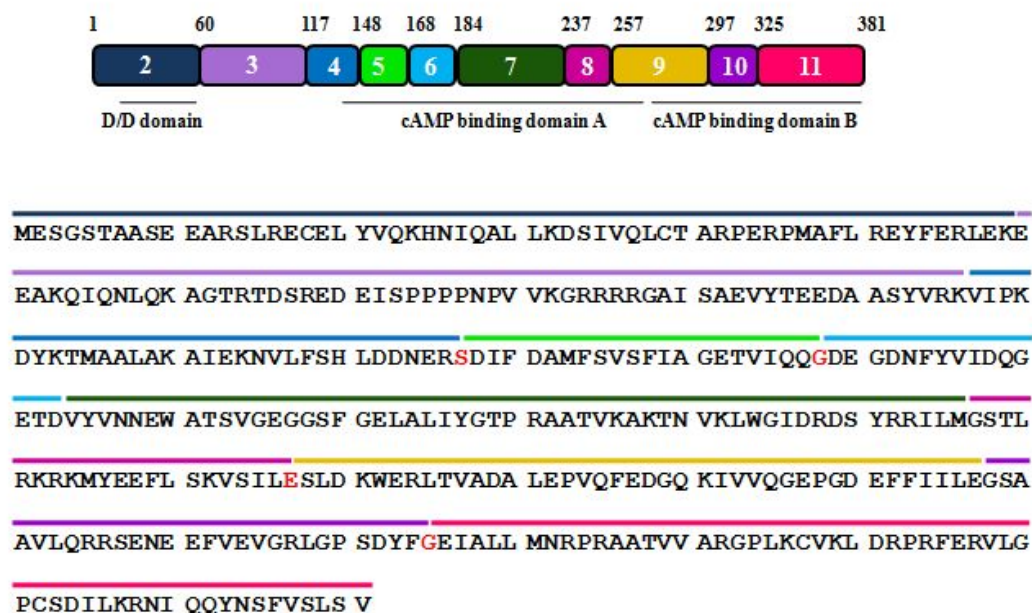 1 60 117 148 168 184 237 257 297 325 381
2 3 4 5 6 7 8 9 10 11
D/D domain cAMP binding domain A cAMP binding domain B
MESGSTAASE EARSLRECEL YVQKHNIQAL LKDSIVQLCT ARPERPMAFL REYFERLEKE
EAKQIQNLQK AGTRTDSRED EISPPPPNPV VKGRRRRGAI SAEVYTEEDA ASYVRKVIPK
DYKTMAALAK AIEKNVLFSH LDDNERSDIF DAMFSVSFIA GETVIQQGDE GDNFYVIDQG
ETDVYVNNEW ATSVGEGGSF GELALIYGTP RAATVKAKTN VKLWGIDRDS YRRILMGSTL
RKRKMYEEFL SKVSILESLD KWERLTVADA LEPVQFEDGQ KIVVQGEPGD EFFIILEGSA
AVLQRRSENE EFVEVGRLGP SDYFGEIALL MNRPRAATVV ARGPLKCVKL DRPRFERVLG
PCSDILKRNI QQYNSFVSLS V